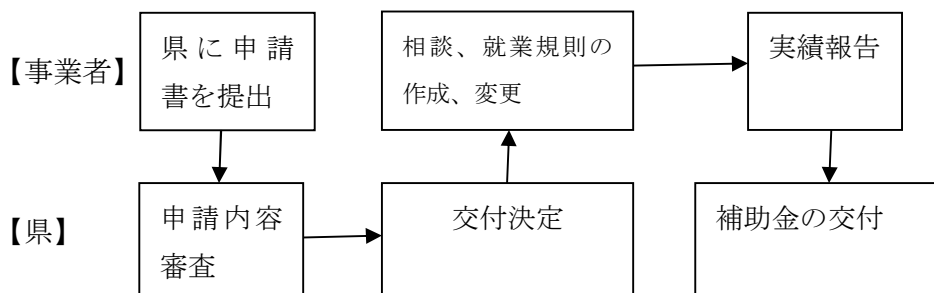 【事業者】
県に申請
書を提出
相談、就業規則の
作成、変更
実績報告
【県】
申請内容
審査
交付決定
補助金の交付